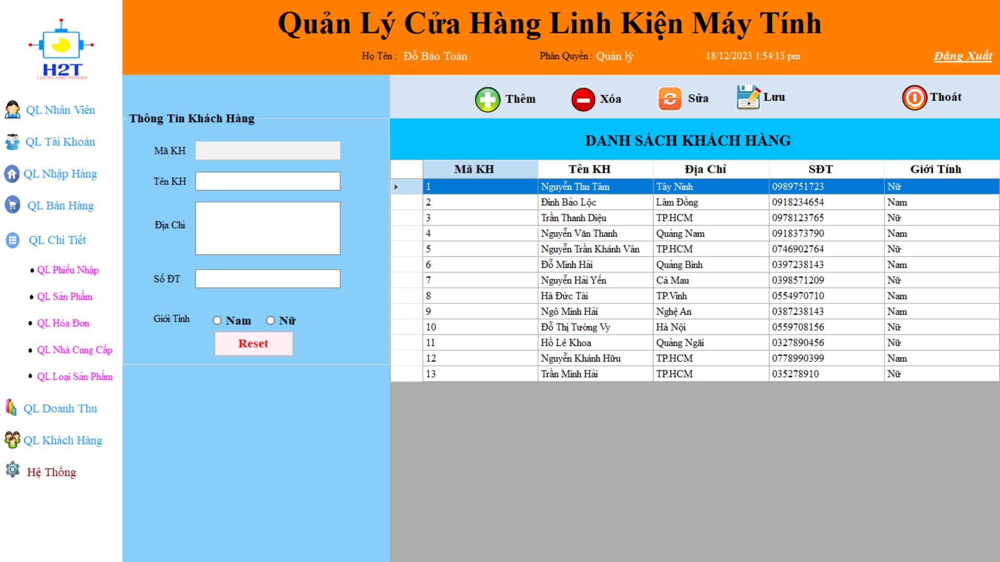 Quản Lý Cửa Hàng Linh Kiện Máy Tính
Họ Tên : Đỗ Bảo Toàn Phân Quyền : Quản lý 18/12/2023 1:54:13 pm Đăng Xuất
H2T
LUCKY AND POWER
QL Nhân Viên
QL Tài Khoản
QL Nhập Hàng
QL Bán Hàng
QL Chi Tiết
QL Phiếu Nhập
QL Sản Phẩm
QL Hóa Đơn
QL Nhà Cung Cấp
QL Loại Sản Phẩm
QL Doanh Thu
QL Khách Hàng
Hệ Thống
Thông Tin Khách Hàng
Mã KH
Tên KH
Địa Chỉ
Số ĐT
Giới Tính Nam Nữ
Reset
Thêm Xóa Sửa Lưu Thoát
DANH SÁCH KHÁCH HÀNG
Mã KH Tên KH Địa Chỉ SĐT Giới Tính
1 Nguyễn Thu Tâm Tây Ninh 0989751723 Nữ
2 Đinh Bảo Lộc Lâm Đồng 0918234654 Nam
3 Trần Thanh Diệu TP.HCM 0978123765 Nữ
4 Nguyễn Văn Thanh Quảng Nam 0918373790 Nam
5 Nguyễn Trần Khánh Vân TP.HCM 0746902764 Nữ
6 Đỗ Minh Hải Quảng Bình 0397238143 Nam
7 Nguyễn Hải Yến Cà Mau 0398571209 Nữ
8 Hà Đức Tài TP.Vinh 0554970710 Nam
9 Ngô Minh Hải Nghệ An 0387238143 Nam
10 Đỗ Thị Tường Vy Hà Nội 0559708156 Nữ
11 Hồ Lê Khoa Quảng Ngãi 0327890456 Nữ
12 Nguyễn Khánh Hữu TP.HCM 0778990399 Nam
13 Trần Minh Hải TP.HCM 035278910 Nữ